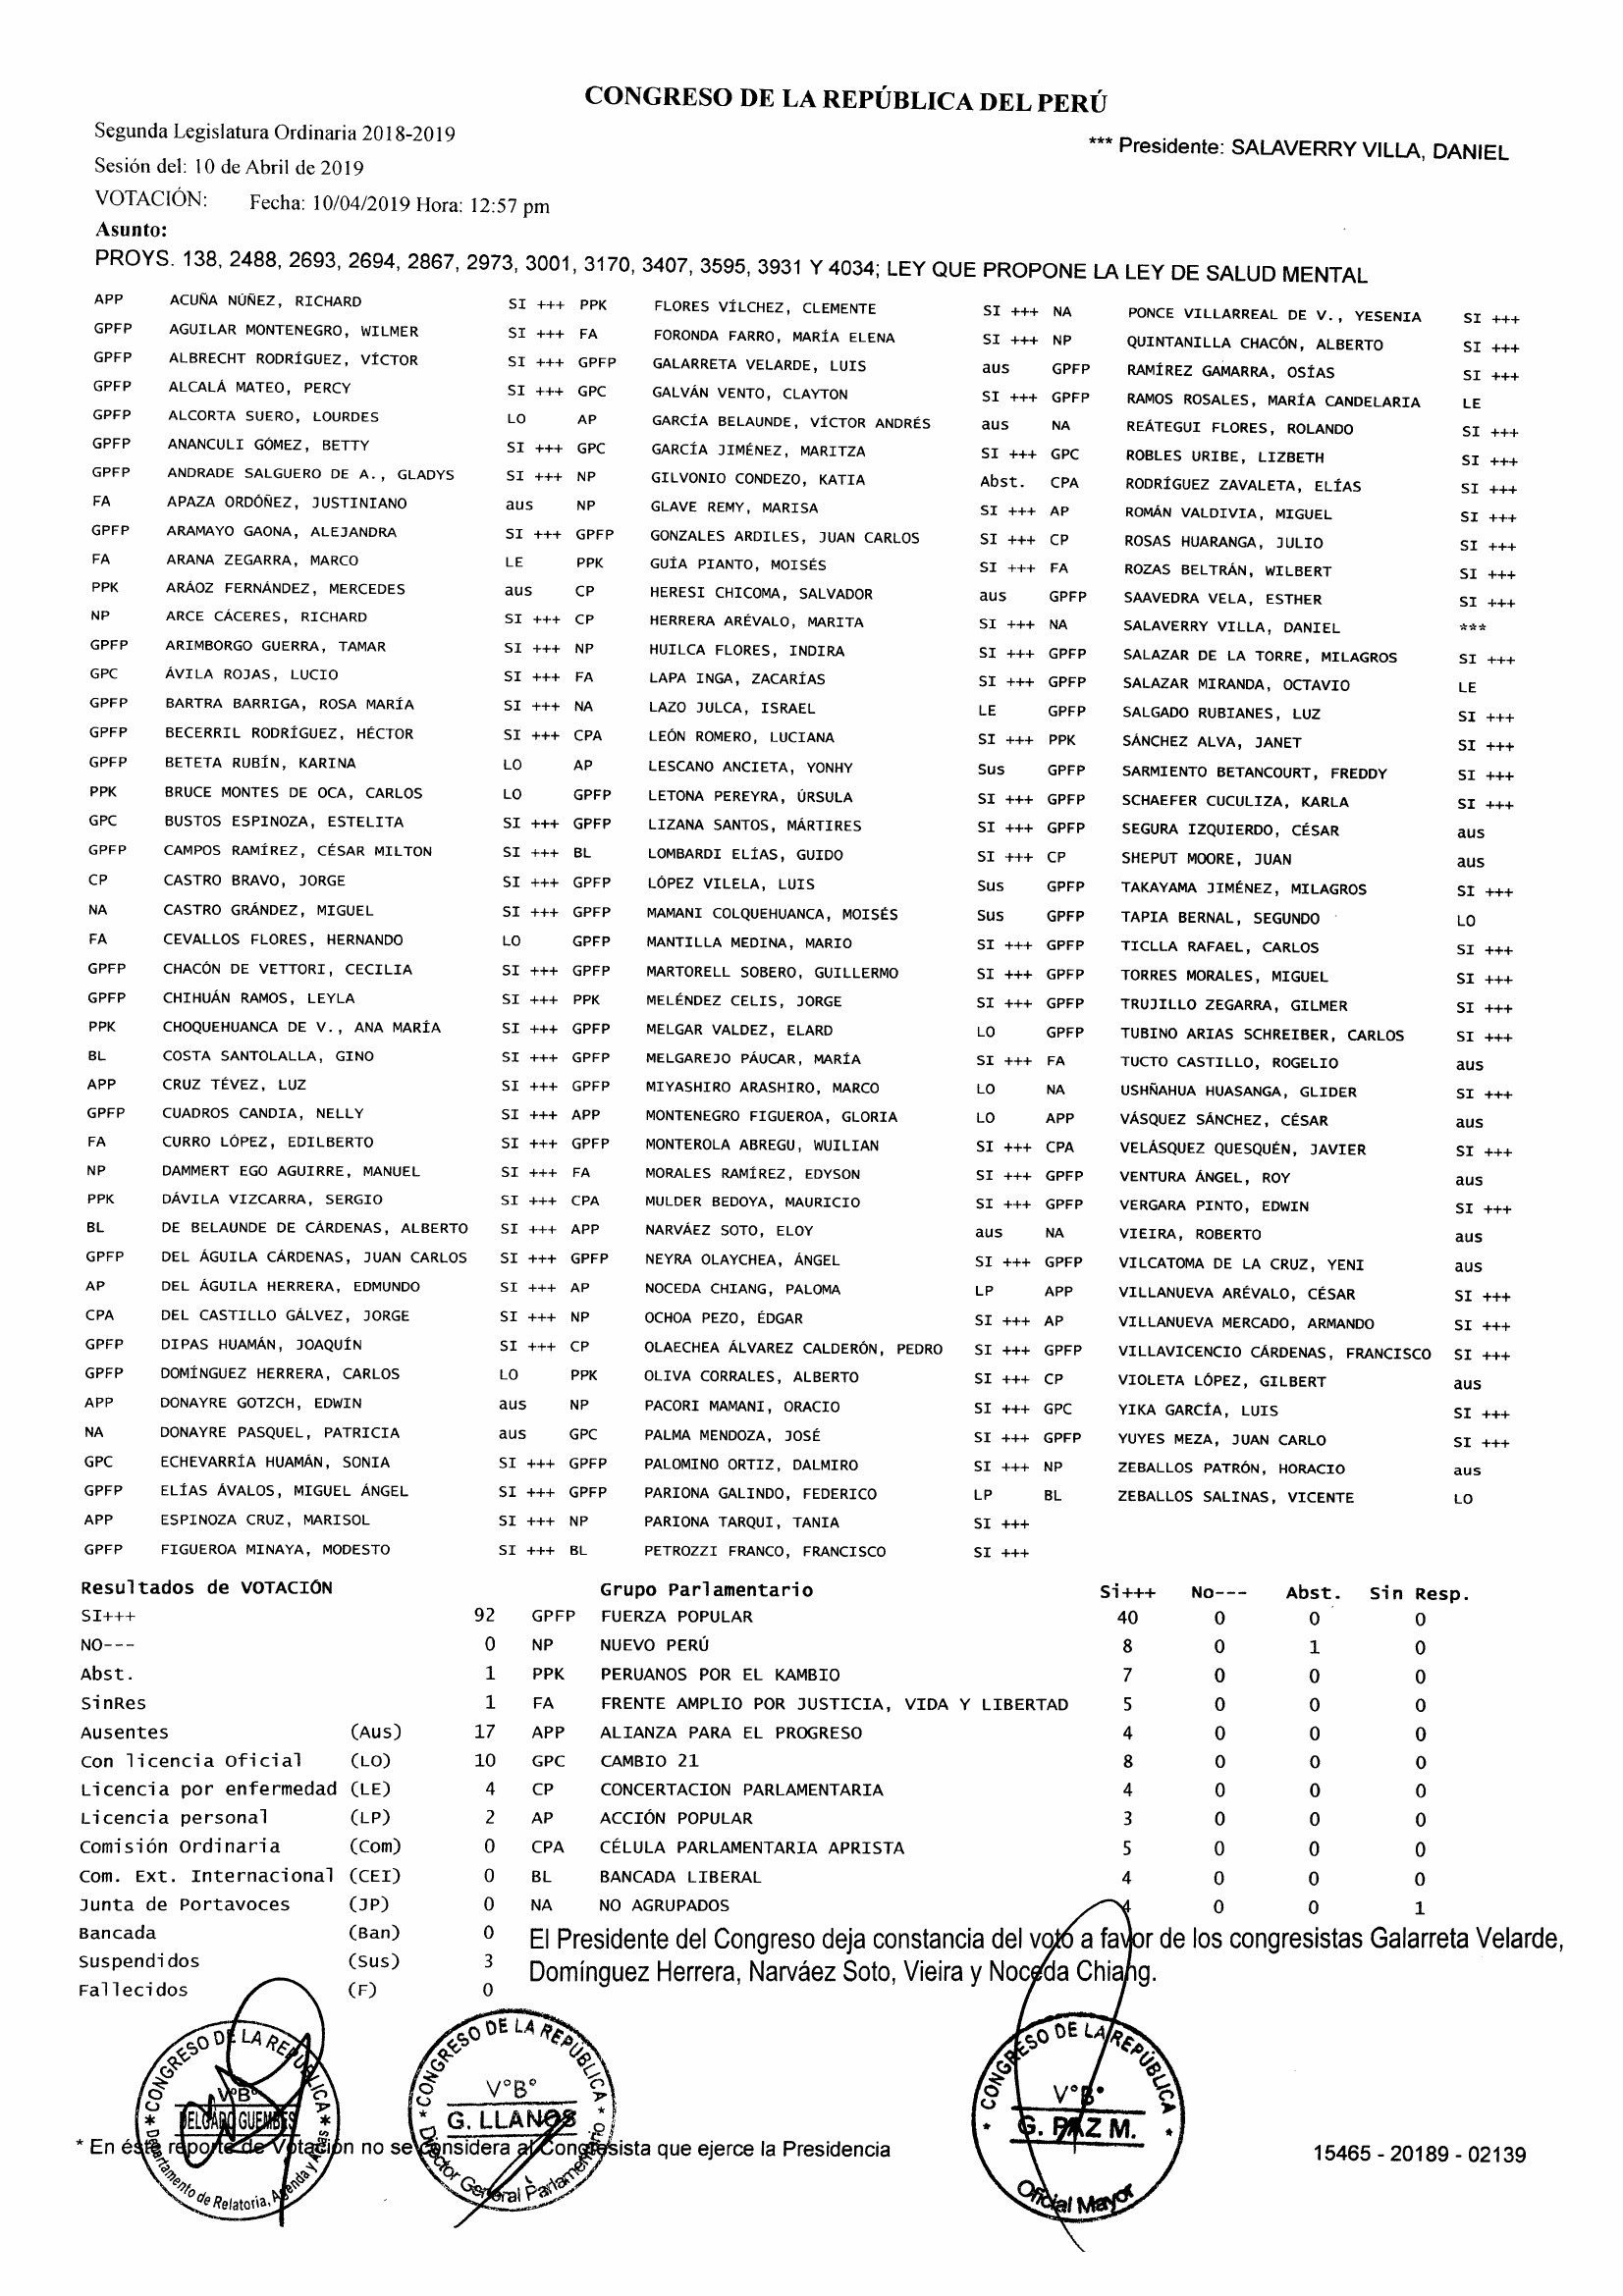 CONGRESO DE LA REPÚBLICA DEL PERÚ
Segunda Legislatura Ordinaria 2018-2019
*** Presidente: SALAVERRY VILLA, DANIEL
Sesión del: 10 de Abril de 2019
VOTACIÓN: Fecha: 10/04/2019 Hora: 12:57 pm
Asunto:
PROYS. 138, 2488, 2693, 2694, 2867, 2973, 3001, 3170, 3407, 3595, 3931 Y 4034; LEY QUE PROPONE LA LEY DE SALUD MENTAL
APP ACUÑA NÚÑEZ, RICHARD SI +++ PPK FLORES VÍLCHEZ, CLEMENTE SI +++ NA PONCE VILLARREAL DE V., YESENIA SI +++
GPFP AGUILAR MONTENEGRO, WILMER SI +++ FA FORONDA FARRO, MARÍA ELENA SI +++ NP QUINTANILLA CHACÓN, ALBERTO SI +++
GPFP ALBRECHT RODRÍGUEZ, VÍCTOR SI +++ GPFP GALARRETA VELARDE, LUIS aus GPFP RAMÍREZ GAMARRA, OSÍAS SI +++
GPFP ALCALÁ MATEO, PERCY SI +++ GPC GALVÁN VENTO, CLAYTON SI +++ GPFP RAMOS ROSALES, MARÍA CANDELARIA LE
GPFP ALCORTA SUERO, LOURDES LO AP GARCÍA BELAUNDE, VÍCTOR ANDRÉS aus NA REÁTEGUI FLORES, ROLANDO SI +++
GPFP ANANCULI GÓMEZ, BETTY SI +++ GPC GARCÍA JIMÉNEZ, MARITZA SI +++ GPC ROBLES URIBE, LIZBETH SI +++
GPFP ANDRADE SALGUERO DE A., GLADYS SI +++ NP GILVONIO CONDEZO, KATIA Abst. CPA RODRÍGUEZ ZAVALETA, ELÍAS SI +++
FA APAZA ORDÓÑEZ, JUSTINIANO aus NP GLAVE REMY, MARISA SI +++ AP ROMÁN VALDIVIA, MIGUEL SI +++
GPFP ARAMAYO GAONA, ALEJANDRA SI +++ GPFP GONZALES ARDILES, JUAN CARLOS SI +++ CP ROSAS HUARANGA, JULIO SI +++
FA ARANA ZEGARRA, MARCO LE PPK GUÍA PIANTO, MOISÉS SI +++ FA ROZAS BELTRÁN, WILBERT SI +++
PPK ARÁOZ FERNÁNDEZ, MERCEDES aus CP HERESI CHICOMA, SALVADOR aus GPFP SAAVEDRA VELA, ESTHER SI +++
NP ARCE CÁCERES, RICHARD SI +++ CP HERRERA ARÉVALO, MARITA SI +++ NA SALAVERRY VILLA, DANIEL ***
GPFP ARIMBORGO GUERRA, TAMAR SI +++ NP HUILCA FLORES, INDIRA SI +++ GPFP SALAZAR DE LA TORRE, MILAGROS SI +++
GPC ÁVILA ROJAS, LUCIO SI +++ FA LAPA INGA, ZACARÍAS SI +++ GPFP SALAZAR MIRANDA, OCTAVIO LE
GPFP BARTRA BARRIGA, ROSA MARÍA SI +++ NA LAZO JULCA, ISRAEL LE GPFP SALGADO RUBIANES, LUZ SI +++
GPFP BECERRIL RODRÍGUEZ, HÉCTOR SI +++ CPA LEÓN ROMERO, LUCIANA SI +++ PPK SÁNCHEZ ALVA, JANET SI +++
GPFP BETETA RUBÍN, KARINA LO AP LESCANO ANCIETA, YONHY Sus GPFP SARMIENTO BETANCOURT, FREDDY SI +++
PPK BRUCE MONTES DE OCA, CARLOS LO GPFP LETONA PEREYRA, ÚRSULA SI +++ GPFP SCHAEFER CUCULIZA, KARLA SI +++
GPC BUSTOS ESPINOZA, ESTELITA SI +++ GPFP LIZANA SANTOS, MÁRTIRES SI +++ GPFP SEGURA IZQUIERDO, CÉSAR aus
GPFP CAMPOS RAMÍREZ, CÉSAR MILTON SI +++ BL LOMBARDI ELÍAS, GUIDO SI +++ CP SHEPUT MOORE, JUAN aus
CP CASTRO BRAVO, JORGE SI +++ GPFP LÓPEZ VILELA, LUIS Sus GPFP TAKAYAMA JIMÉNEZ, MILAGROS SI +++
NA CASTRO GRÁNDEZ, MIGUEL SI +++ GPFP MAMANI COLQUEHUANCA, MOISÉS Sus GPFP TAPIA BERNAL, SEGUNDO LO
FA CEVALLOS FLORES, HERNANDO LO GPFP MANTILLA MEDINA, MARIO SI +++ GPFP TICLLA RAFAEL, CARLOS SI +++
GPFP CHACÓN DE VETTORI, CECILIA SI +++ GPFP MARTORELL SOBERO, GUILLERMO SI +++ GPFP TORRES MORALES, MIGUEL SI +++
GPFP CHIHUÁN RAMOS, LEYLA SI +++ PPK MELÉNDEZ CELIS, JORGE SI +++ GPFP TRUJILLO ZEGARRA, GILMER SI +++
PPK CHOQUEHUANCA DE V., ANA MARÍA SI +++ GPFP MELGAR VALDEZ, ELARD LO GPFP TUBINO ARIAS SCHREIBER, CARLOS SI +++
BL COSTA SANTOLALLA, GINO SI +++ GPFP MELGAREJO PÁUCAR, MARÍA SI +++ FA TUCTO CASTILLO, ROGELIO aus
APP CRUZ TÉVEZ, LUZ SI +++ GPFP MIYASHIRO ARASHIRO, MARCO LO NA USHÑAHUA HUASANGA, GLIDER SI +++
GPFP CUADROS CANDIA, NELLY SI +++ APP MONTENEGRO FIGUEROA, GLORIA LO APP VÁSQUEZ SÁNCHEZ, CÉSAR aus
FA CURRO LÓPEZ, EDILBERTO SI +++ GPFP MONTEROLA ABREGU, WUILIAN SI +++ CPA VELÁSQUEZ QUESQUÉN, JAVIER SI +++
NP DAMMERT EGO AGUIRRE, MANUEL SI +++ FA MORALES RAMÍREZ, EDYSON SI +++ GPFP VENTURA ÁNGEL, ROY aus
PPK DÁVILA VIZCARRA, SERGIO SI +++ CPA MULDER BEDOYA, MAURICIO SI +++ GPFP VERGARA PINTO, EDWIN SI +++
BL DE BELAUNDE DE CÁRDENAS, ALBERTO SI +++ APP NARVÁEZ SOTO, ELOY aus NA VIEIRA, ROBERTO aus
GPFP DEL ÁGUILA CÁRDENAS, JUAN CARLOS SI +++ GPFP NEYRA OLAYCHEA, ÁNGEL SI +++ GPFP VILCATOMA DE LA CRUZ, YENI aus
AP DEL ÁGUILA HERRERA, EDMUNDO SI +++ AP NOCEDA CHIANG, PALOMA LP APP VILLANUEVA ARÉVALO, CÉSAR SI +++
CPA DEL CASTILLO GÁLVEZ, JORGE SI +++ NP OCHOA PEZO, ÉDGAR SI +++ AP VILLANUEVA MERCADO, ARMANDO SI +++
GPFP DIPAS HUAMÁN, JOAQUÍN SI +++ CP OLAECHEA ÁLVAREZ CALDERÓN, PEDRO SI +++ GPFP VILLAVICENCIO CÁRDENAS, FRANCISCO SI +++
GPFP DOMÍNGUEZ HERRERA, CARLOS LO PPK OLIVA CORRALES, ALBERTO SI +++ CP VIOLETA LÓPEZ, GILBERT aus
APP DONAYRE GOTZCH, EDWIN aus NP PACORI MAMANI, ORACIO SI +++ GPC YIKA GARCÍA, LUIS SI +++
NA DONAYRE PASQUEL, PATRICIA aus GPC PALMA MENDOZA, JOSÉ SI +++ GPFP YUYES MEZA, JUAN CARLO SI +++
GPC ECHEVARRÍA HUAMÁN, SONIA SI +++ GPFP PALOMINO ORTIZ, DALMIRO SI +++ NP ZEBALLOS PATRÓN, HORACIO aus
GPFP ELÍAS ÁVALOS, MIGUEL ÁNGEL SI +++ GPFP PARIONA GALINDO, FEDERICO LP BL ZEBALLOS SALINAS, VICENTE LO
APP ESPINOZA CRUZ, MARISOL SI +++ NP PARIONA TARQUI, TANIA SI +++
GPFP FIGUEROA MINAYA, MODESTO SI +++ BL PETROZZI FRANCO, FRANCISCO SI +++
Resultados de VOTACIÓN Grupo Parlamentario Si+++ No--- Abst. Sin Resp.
SI+++ 92 GPFP FUERZA POPULAR 40 0 0 0
NO--- 0 NP NUEVO PERÚ 8 0 1 0
Abst. 1 PPK PERUANOS POR EL KAMBIO 7 0 0 0
SinRes 1 FA FRENTE AMPLIO POR JUSTICIA, VIDA Y LIBERTAD 5 0 0 0
Ausentes (Aus) 17 APP ALIANZA PARA EL PROGRESO 4 0 0 0
Con licencia Oficial (LO) 10 GPC CAMBIO 21 8 0 0 0
Licencia por enfermedad (LE) 4 CP CONCERTACION PARLAMENTARIA 4 0 0 0
Licencia personal (LP) 2 AP ACCIÓN POPULAR 3 0 0 0
Comisión Ordinaria (Com) 0 CPA CÉLULA PARLAMENTARIA APRISTA 5 0 0 0
Com. Ext. Internacional (CEI) 0 BL BANCADA LIBERAL 4 0 0 0
Junta de Portavoces (JP) 0 NA NO AGRUPADOS 4 0 0 1
Bancada (Ban) 0
El Presidente del Congreso deja constancia del voto a favor de los congresistas Galarreta Velarde,
Suspendidos (Sus) 3
Domínguez Herrera, Narváez Soto, Vieira y Noceda Chiang.
Fallecidos (F) 0
* CONGRESO DE LA REPÚBLICA *
V°B°
DELGADO GUEMBES
Departamento de Relatoria, Agenda y Actas
* CONGRESO DE LA REPÚBLICA *
V°B°
G. LLANOS
Director General Parlamentario
* CONGRESO DE LA REPÚBLICA *
V°B°
G. PAZ M.
Oficial Mayor
* En éste reporte de Votación no se considera al Congresista que ejerce la Presidencia
15465 - 20189 - 02139